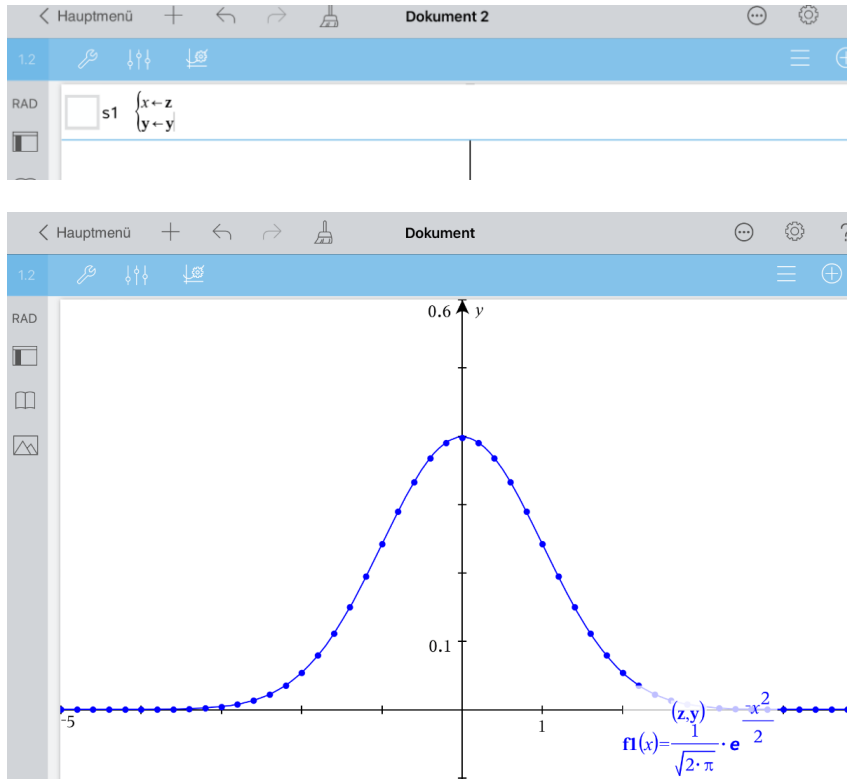 Hauptmenü Dokument 2
1.2
RAD
s1 {x←z
y←y
Hauptmenü Dokument ?
1.2
RAD
0.6 y
0.1
-5 1
(z,y)
f1(x)=1/√(2·π)·e^(-x²/2)